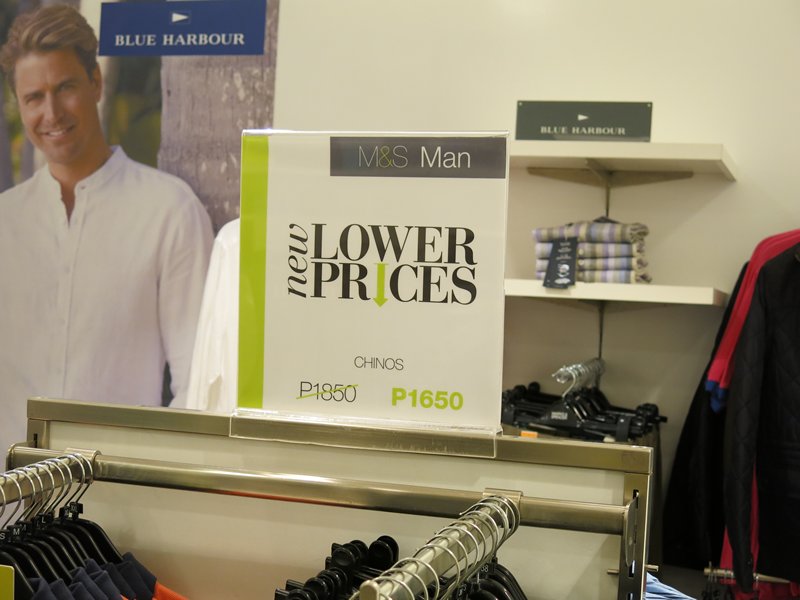 BLUE HARBOUR
BLUE HARBOUR
M&S Man
new LOWER
PRICES
CHINOS
P1850 P1650